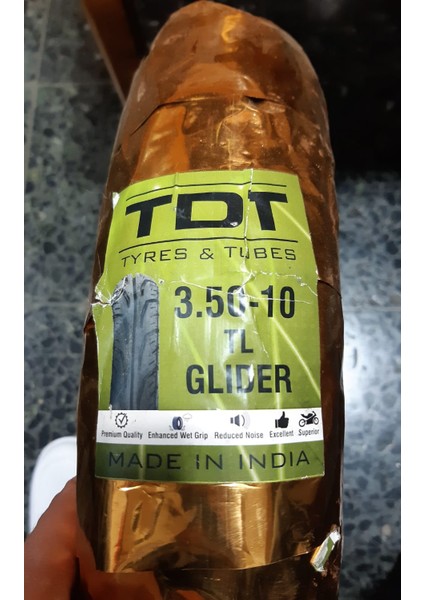 TDT
TYRES & TUBES
3.50-10
TL
GLIDER
Premium Quality Enhanced Wet Grip Reduced Noise Excellent Superior
MADE IN INDIA